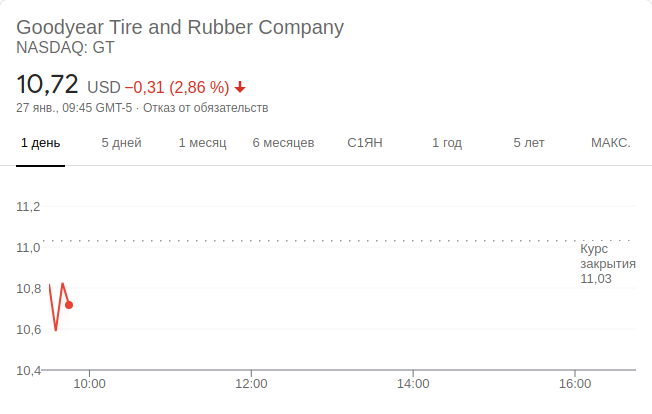 Goodyear Tire and Rubber Company
NASDAQ: GT
10,72 USD −0,31 (2,86 %)
27 янв., 09:45 GMT-5 · Отказ от обязательств
1 день 5 дней 1 месяц 6 месяцев С1ЯН 1 год 5 лет МАКС.
11,2
11,0
Курс
закрытия
11,03
10,8
10,6
10,4
10:00 12:00 14:00 16:00